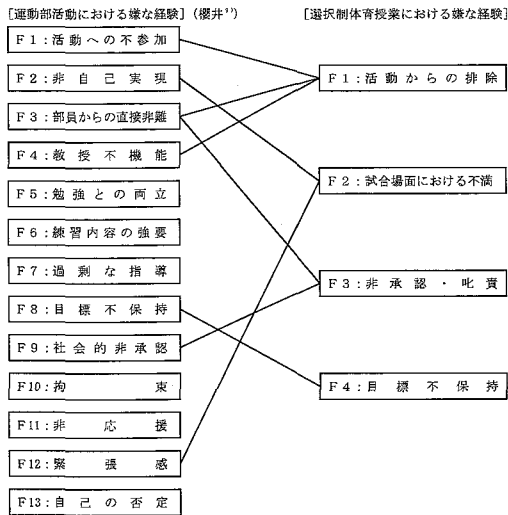 [運動部活動における嫌な経験](櫻井⁹⁾)
F1:活動への不参加
F2:非自己実現
F3:部員からの直接非難
F4:教授不機能
F5:勉強との両立
F6:練習内容の強要
F7:過剰な指導
F8:目標不保持
F9:社会的非承認
F10:拘束
F11:非応援
F12:緊張感
F13:自己の否定
[選択制体育授業における嫌な経験]
F1:活動からの排除
F2:試合場面における不満
F3:非承認・叱責
F4:目標不保持